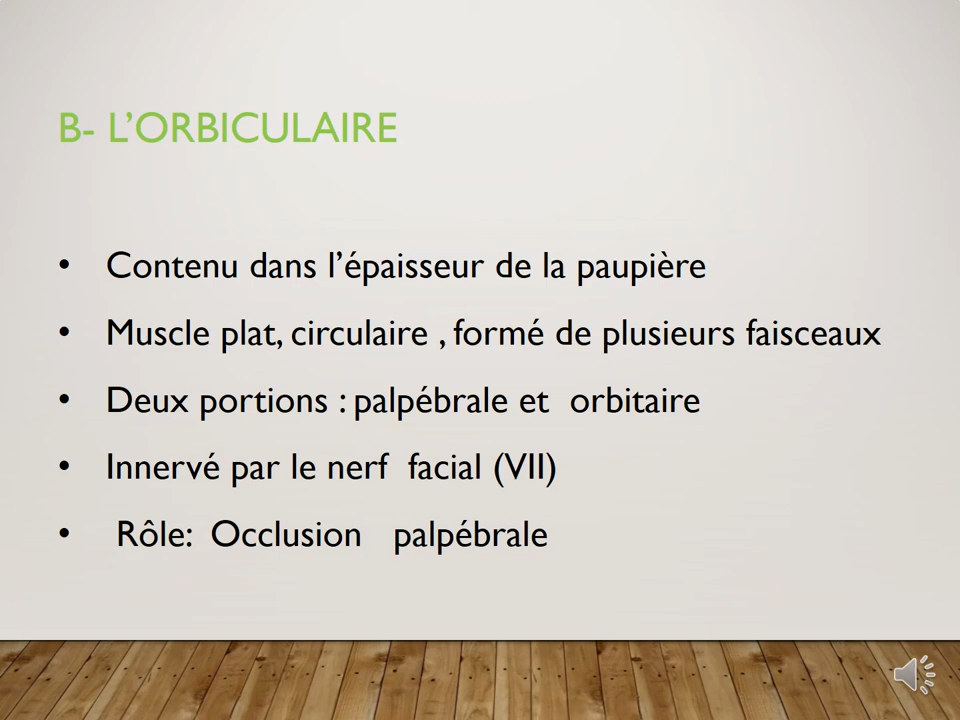 B- L’ORBICULAIRE
• Contenu dans l’épaisseur de la paupière
• Muscle plat, circulaire , formé de plusieurs faisceaux
• Deux portions : palpébrale et orbitaire
• Innervé par le nerf facial (VII)
• Rôle: Occlusion palpébrale